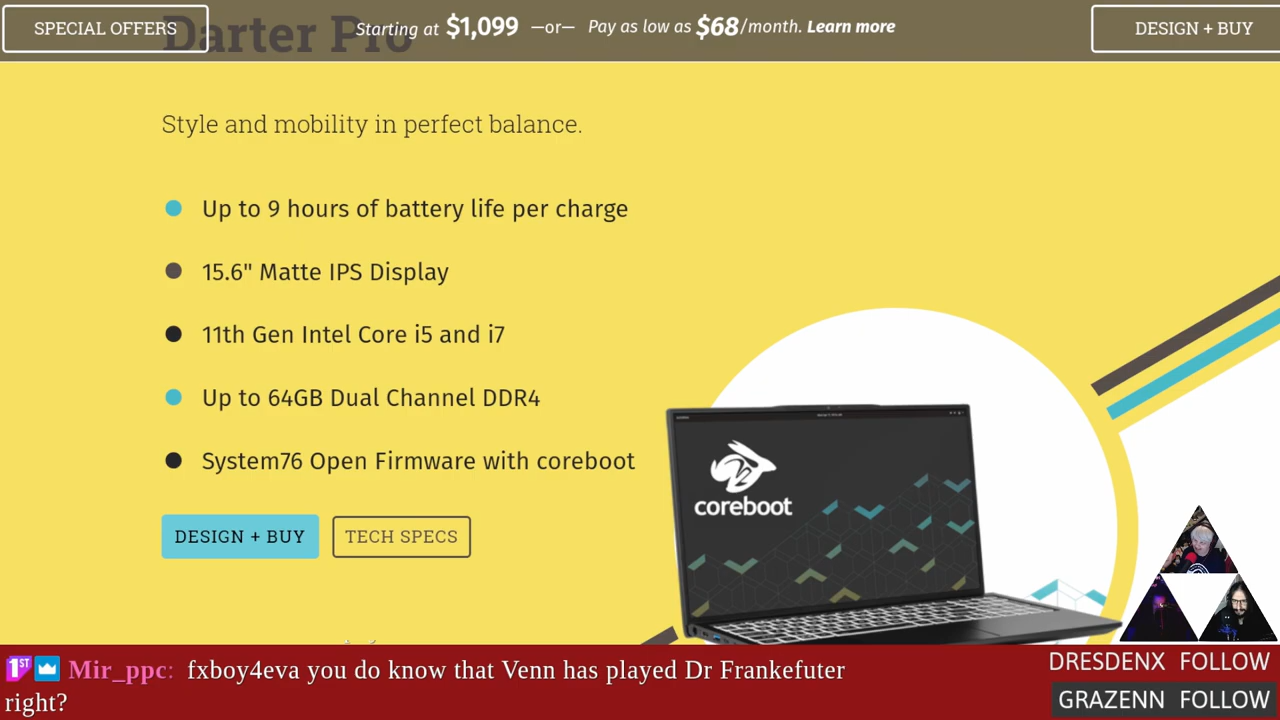 SPECIAL OFFERS
Darter Pro
Starting at $1,099 —or— Pay as low as $68/month. Learn more
DESIGN + BUY
Style and mobility in perfect balance.
Up to 9 hours of battery life per charge
15.6" Matte IPS Display
11th Gen Intel Core i5 and i7
Up to 64GB Dual Channel DDR4
System76 Open Firmware with coreboot
DESIGN + BUY
TECH SPECS
coreboot
1ST Mir_ppc: fxboy4eva you do know that Venn has played Dr Frankefuter
right?
DRESDENX FOLLOW
GRAZENN FOLLOW